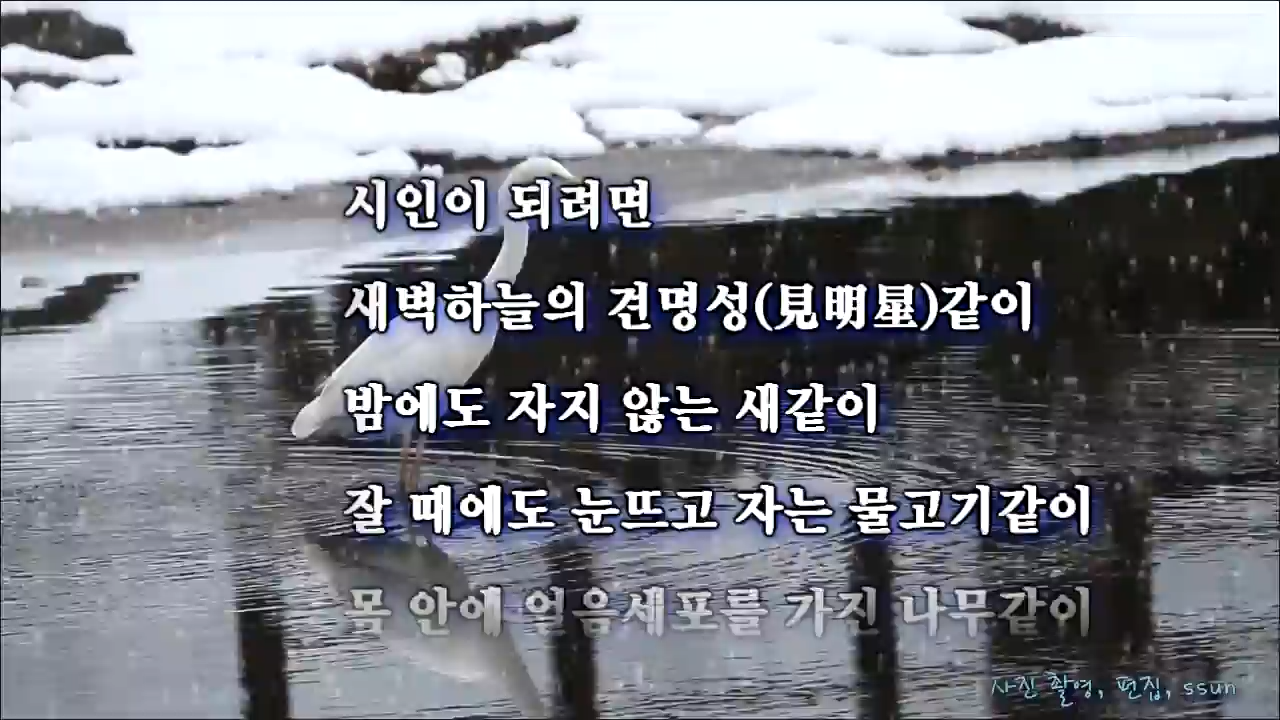 시인이 되려면
새벽하늘의 견명성(見明星)같이
밤에도 자지 않는 새같이
잘 때에도 눈뜨고 자는 물고기같이
몸 안에 얼음세포를 가진 나무같이
사진 촬영, 편집, ssun